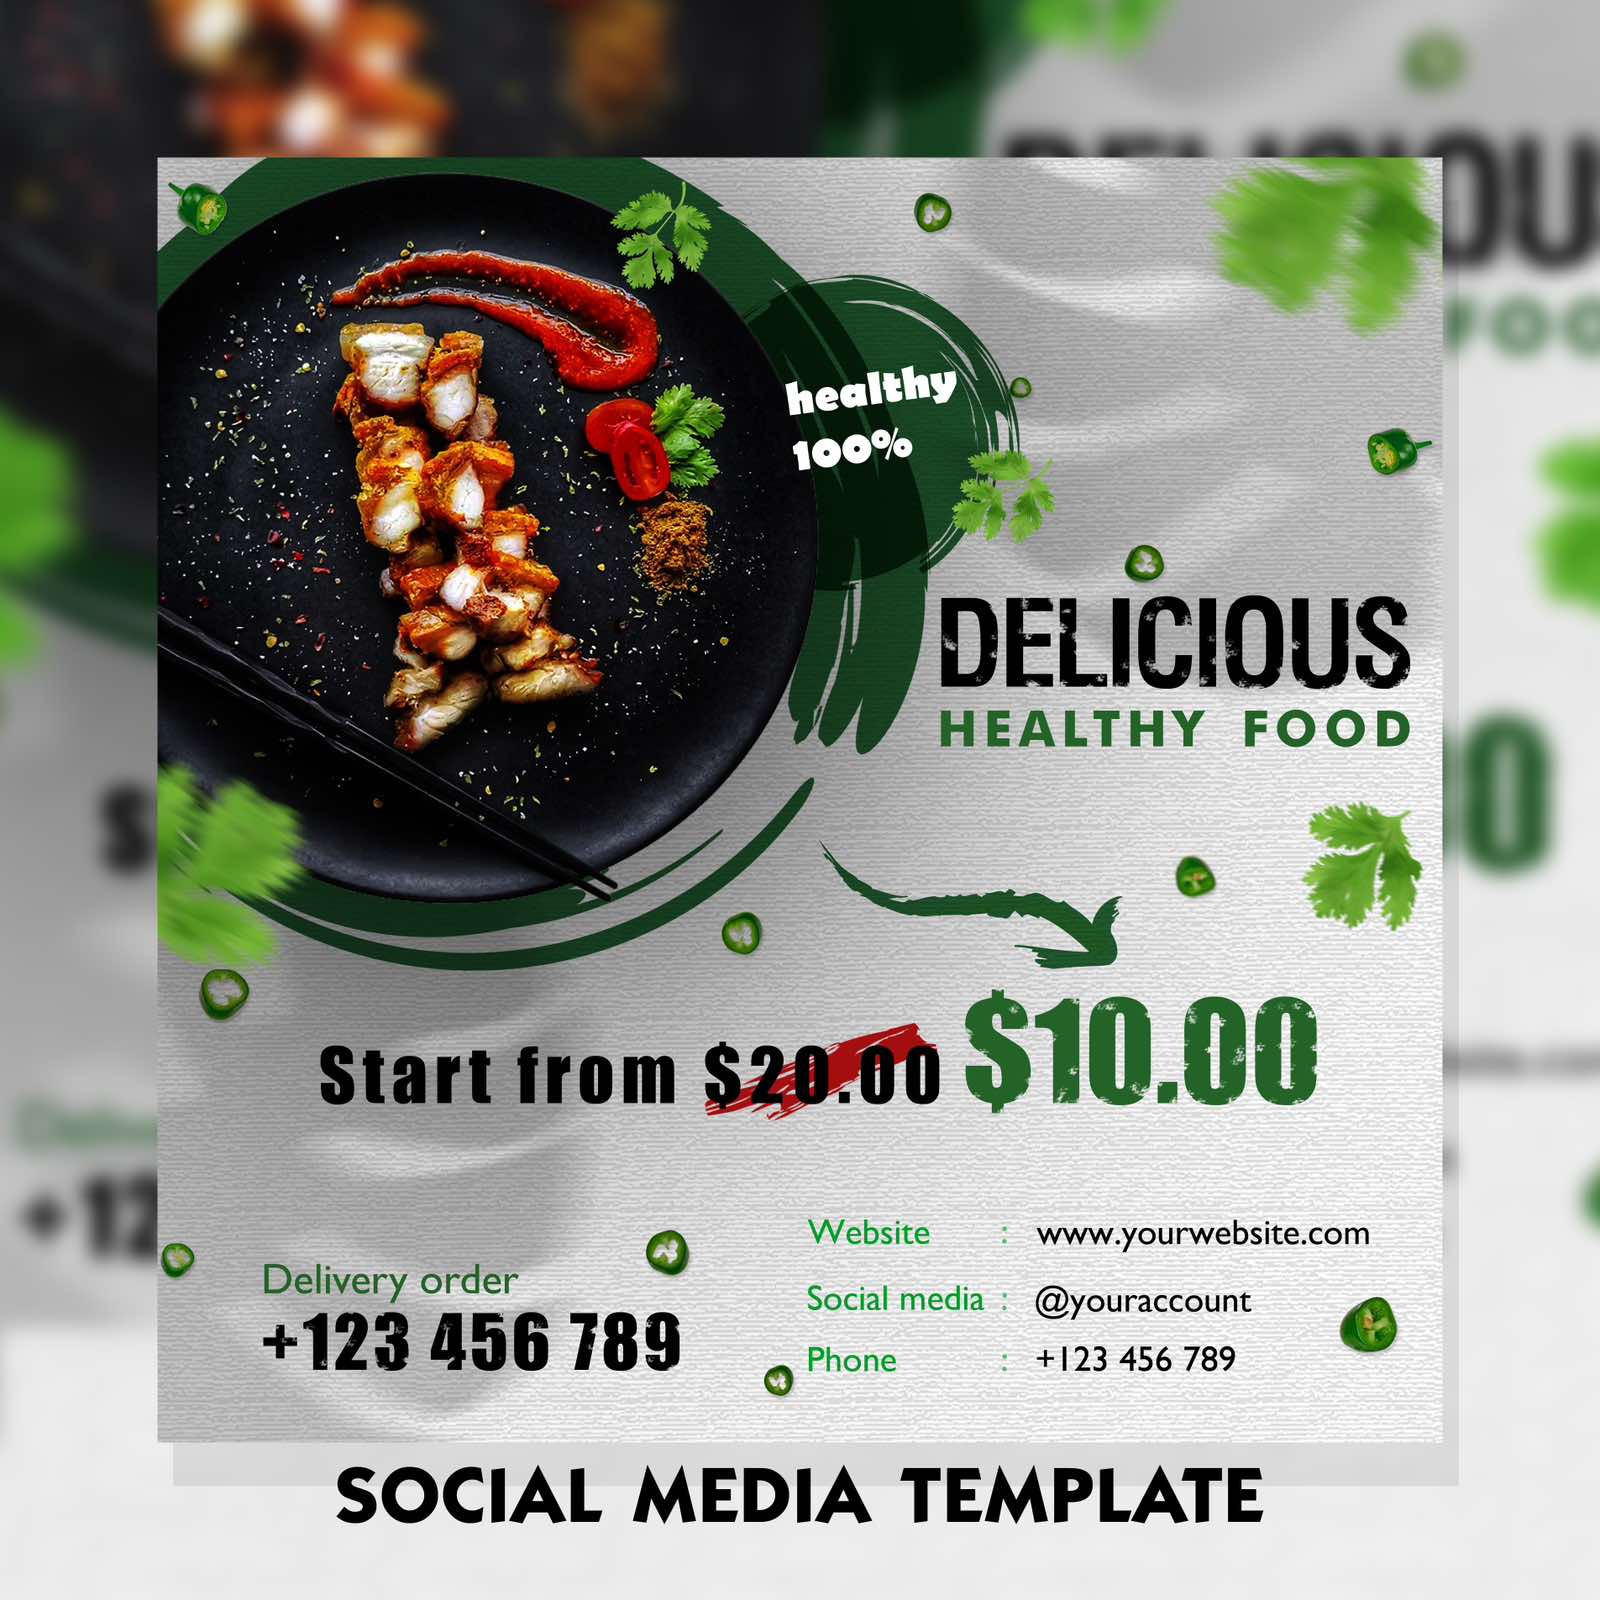 healthy
100%
DELICIOUS
HEALTHY FOOD
Start from $20.00 $10.00
Delivery order
+123 456 789
Website : www.yourwebsite.com
Social media : @youraccount
Phone : +123 456 789
SOCIAL MEDIA TEMPLATE